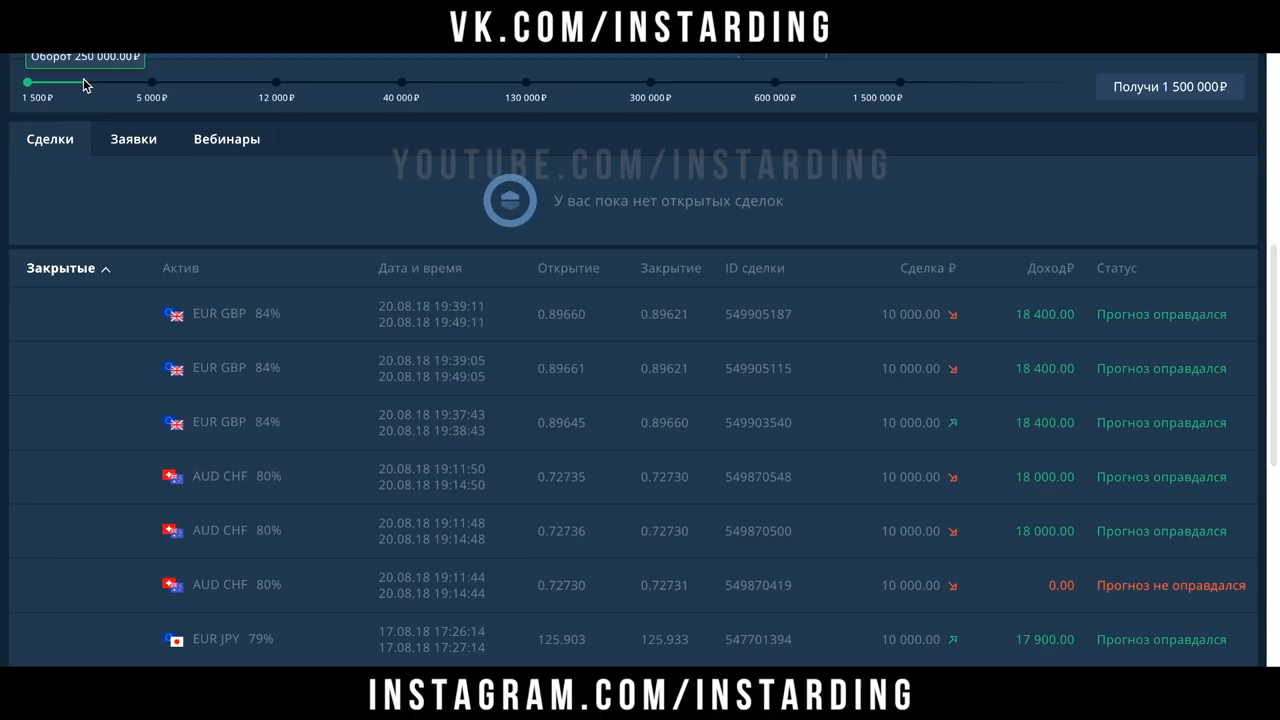 VK.COM/INSTARDING
Оборот 250 000.00₽
1 500₽ 5 000₽ 12 000₽ 40 000₽ 130 000₽ 300 000₽ 600 000₽ 1 500 000₽
Получи 1 500 000₽
Сделки Заявки Вебинары
YOUTUBE.COM/INSTARDING
У вас пока нет открытых сделок
Закрытые Актив Дата и время Открытие Закрытие ID сделки Сделка ₽ Доход₽ Статус
20.08.18 19:39:11
EUR GBP 84% 0.89660 0.89621 549905187 10 000.00 18 400.00 Прогноз оправдался
20.08.18 19:49:11
20.08.18 19:39:05
EUR GBP 84% 0.89661 0.89621 549905115 10 000.00 18 400.00 Прогноз оправдался
20.08.18 19:49:05
20.08.18 19:37:43
EUR GBP 84% 0.89645 0.89660 549903540 10 000.00 18 400.00 Прогноз оправдался
20.08.18 19:38:43
20.08.18 19:11:50
AUD CHF 80% 0.72735 0.72730 549870548 10 000.00 18 000.00 Прогноз оправдался
20.08.18 19:14:50
20.08.18 19:11:48
AUD CHF 80% 0.72736 0.72730 549870500 10 000.00 18 000.00 Прогноз оправдался
20.08.18 19:14:48
20.08.18 19:11:44
AUD CHF 80% 0.72730 0.72731 549870419 10 000.00 0.00 Прогноз не оправдался
20.08.18 19:14:44
17.08.18 17:26:14
EUR JPY 79% 125.903 125.933 547701394 10 000.00 17 900.00 Прогноз оправдался
17.08.18 17:27:14
INSTAGRAM.COM/INSTARDING